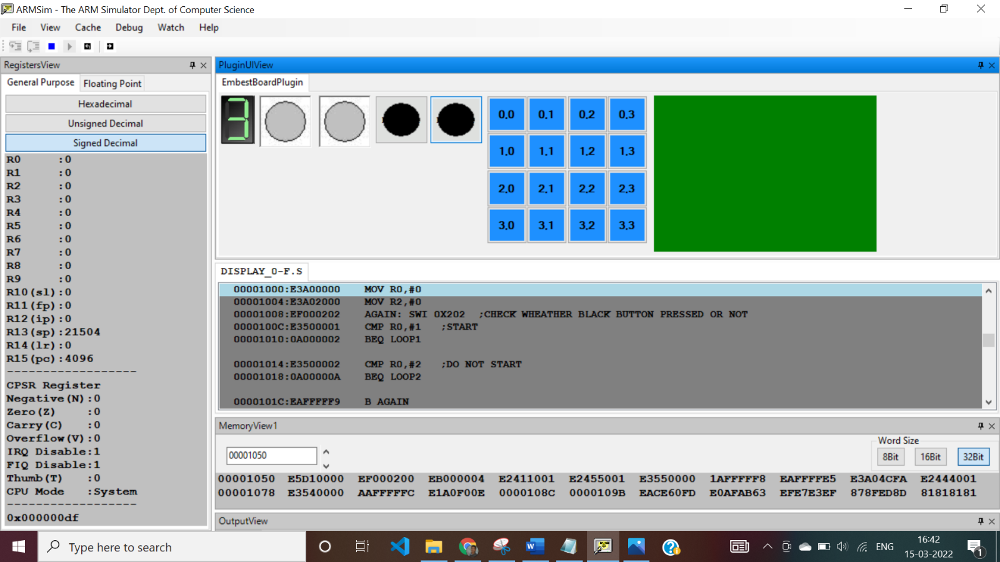 ARMSim - The ARM Simulator Dept. of Computer Science
File View Cache Debug Watch Help
RegistersView
General Purpose Floating Point
Hexadecimal
Unsigned Decimal
Signed Decimal
R0 :0
R1 :0
R2 :0
R3 :0
R4 :0
R5 :0
R6 :0
R7 :0
R8 :0
R9 :0
R10(sl):0
R11(fp):0
R12(ip):0
R13(sp):21504
R14(lr):0
R15(pc):4096
------------------
CPSR Register
Negative(N):0
Zero(Z) :0
Carry(C) :0
Overflow(V):0
IRQ Disable:1
FIQ Disable:1
Thumb(T) :0
CPU Mode :System
------------------
0x000000df
PluginUIView
EmbestBoardPlugin
3
0.0 0.1 0.2 0.3
1.0 1.1 1.2 1.3
2.0 2.1 2.2 2.3
3.0 3.1 3.2 3.3
DISPLAY_0-F.S
00001000:E3A00000 MOV R0,#0
00001004:E3A02000 MOV R2,#0
00001008:EF000202 AGAIN: SWI 0X202 ;CHECK WHEATHER BLACK BUTTON PRESSED OR NOT
0000100C:E3500001 CMP R0,#1 ;START
00001010:0A000002 BEQ LOOP1
00001014:E3500002 CMP R0,#2 ;DO NOT START
00001018:0A00000A BEQ LOOP2
0000101C:EAFFFFF9 B AGAIN
MemoryView1
00001050
Word Size
8Bit 16Bit 32Bit
00001050 E5D10000 EF000200 EB000004 E2411001 E2455001 E3550000 1AFFFFF8 EAFFFFE5 E3A04CFA E2444001
00001078 E3540000 AAFFFFFC E1A0F00E 0000108C 0000109B EACE60FD E0AFAB63 EFE7E3EF 878FED8D 81818181
OutputView
Type here to search
W
ENG
16:42
15-03-2022
1